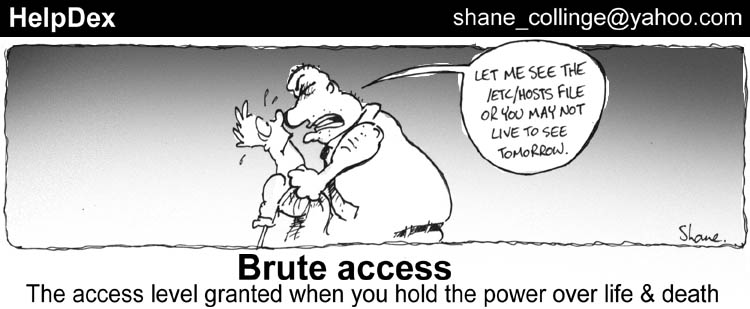 HelpDex shane_collinge@yahoo.com
LET ME SEE THE
/ETC/HOSTS FILE
OR YOU MAY NOT
LIVE TO SEE
TOMORROW.
Shane.
Brute access
The access level granted when you hold the power over life & death